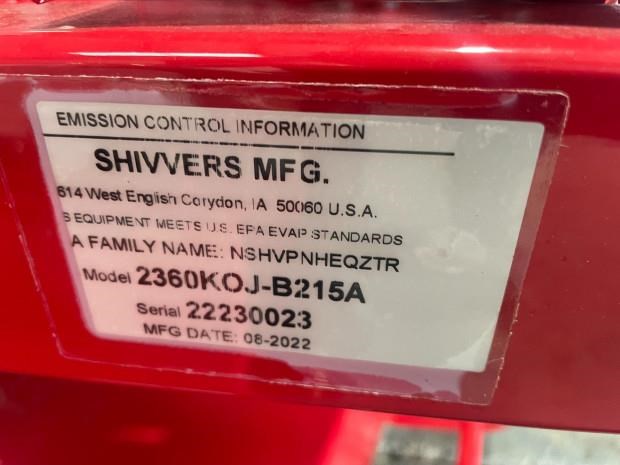 EMISSION CONTROL INFORMATION
SHIVVERS MFG.
614 West English Corydon, IA 50060 U.S.A.
S EQUIPMENT MEETS U.S. EPA EVAP STANDARDS
A FAMILY NAME: NSHVPNHEQZTR
Model 2360KOJ-B215A
Serial 22230023
MFG DATE: 08-2022